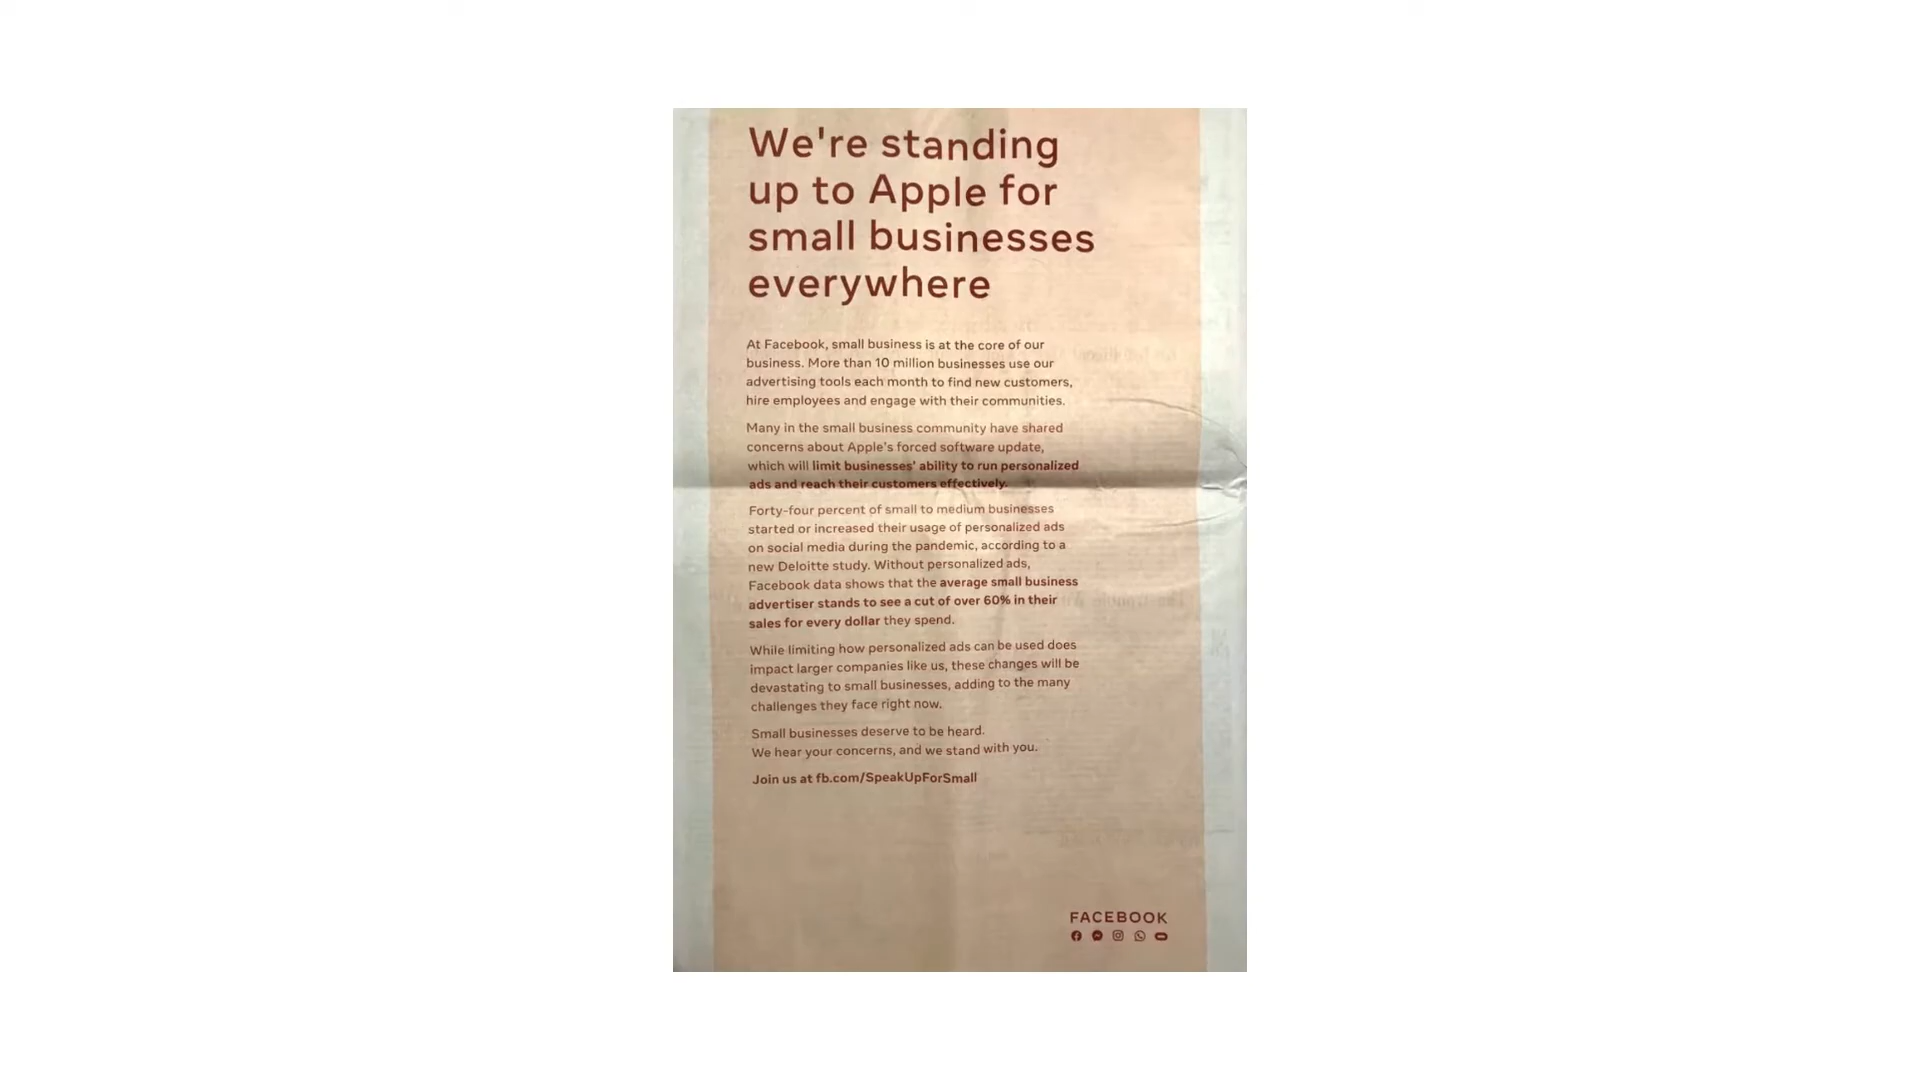 We're standing
up to Apple for
small businesses
everywhere
At Facebook, small business is at the core of our
business. More than 10 million businesses use our
advertising tools each month to find new customers,
hire employees and engage with their communities.
Many in the small business community have shared
concerns about Apple's forced software update,
which will limit businesses' ability to run personalized
ads and reach their customers effectively.
Forty-four percent of small to medium businesses
started or increased their usage of personalized ads
on social media during the pandemic, according to a
new Deloitte study. Without personalized ads,
Facebook data shows that the average small business
advertiser stands to see a cut of over 60% in their
sales for every dollar they spend.
While limiting how personalized ads can be used does
impact larger companies like us, these changes will be
devastating to small businesses, adding to the many
challenges they face right now.
Small businesses deserve to be heard.
We hear your concerns, and we stand with you.
Join us at fb.com/SpeakUpForSmall
FACEBOOK